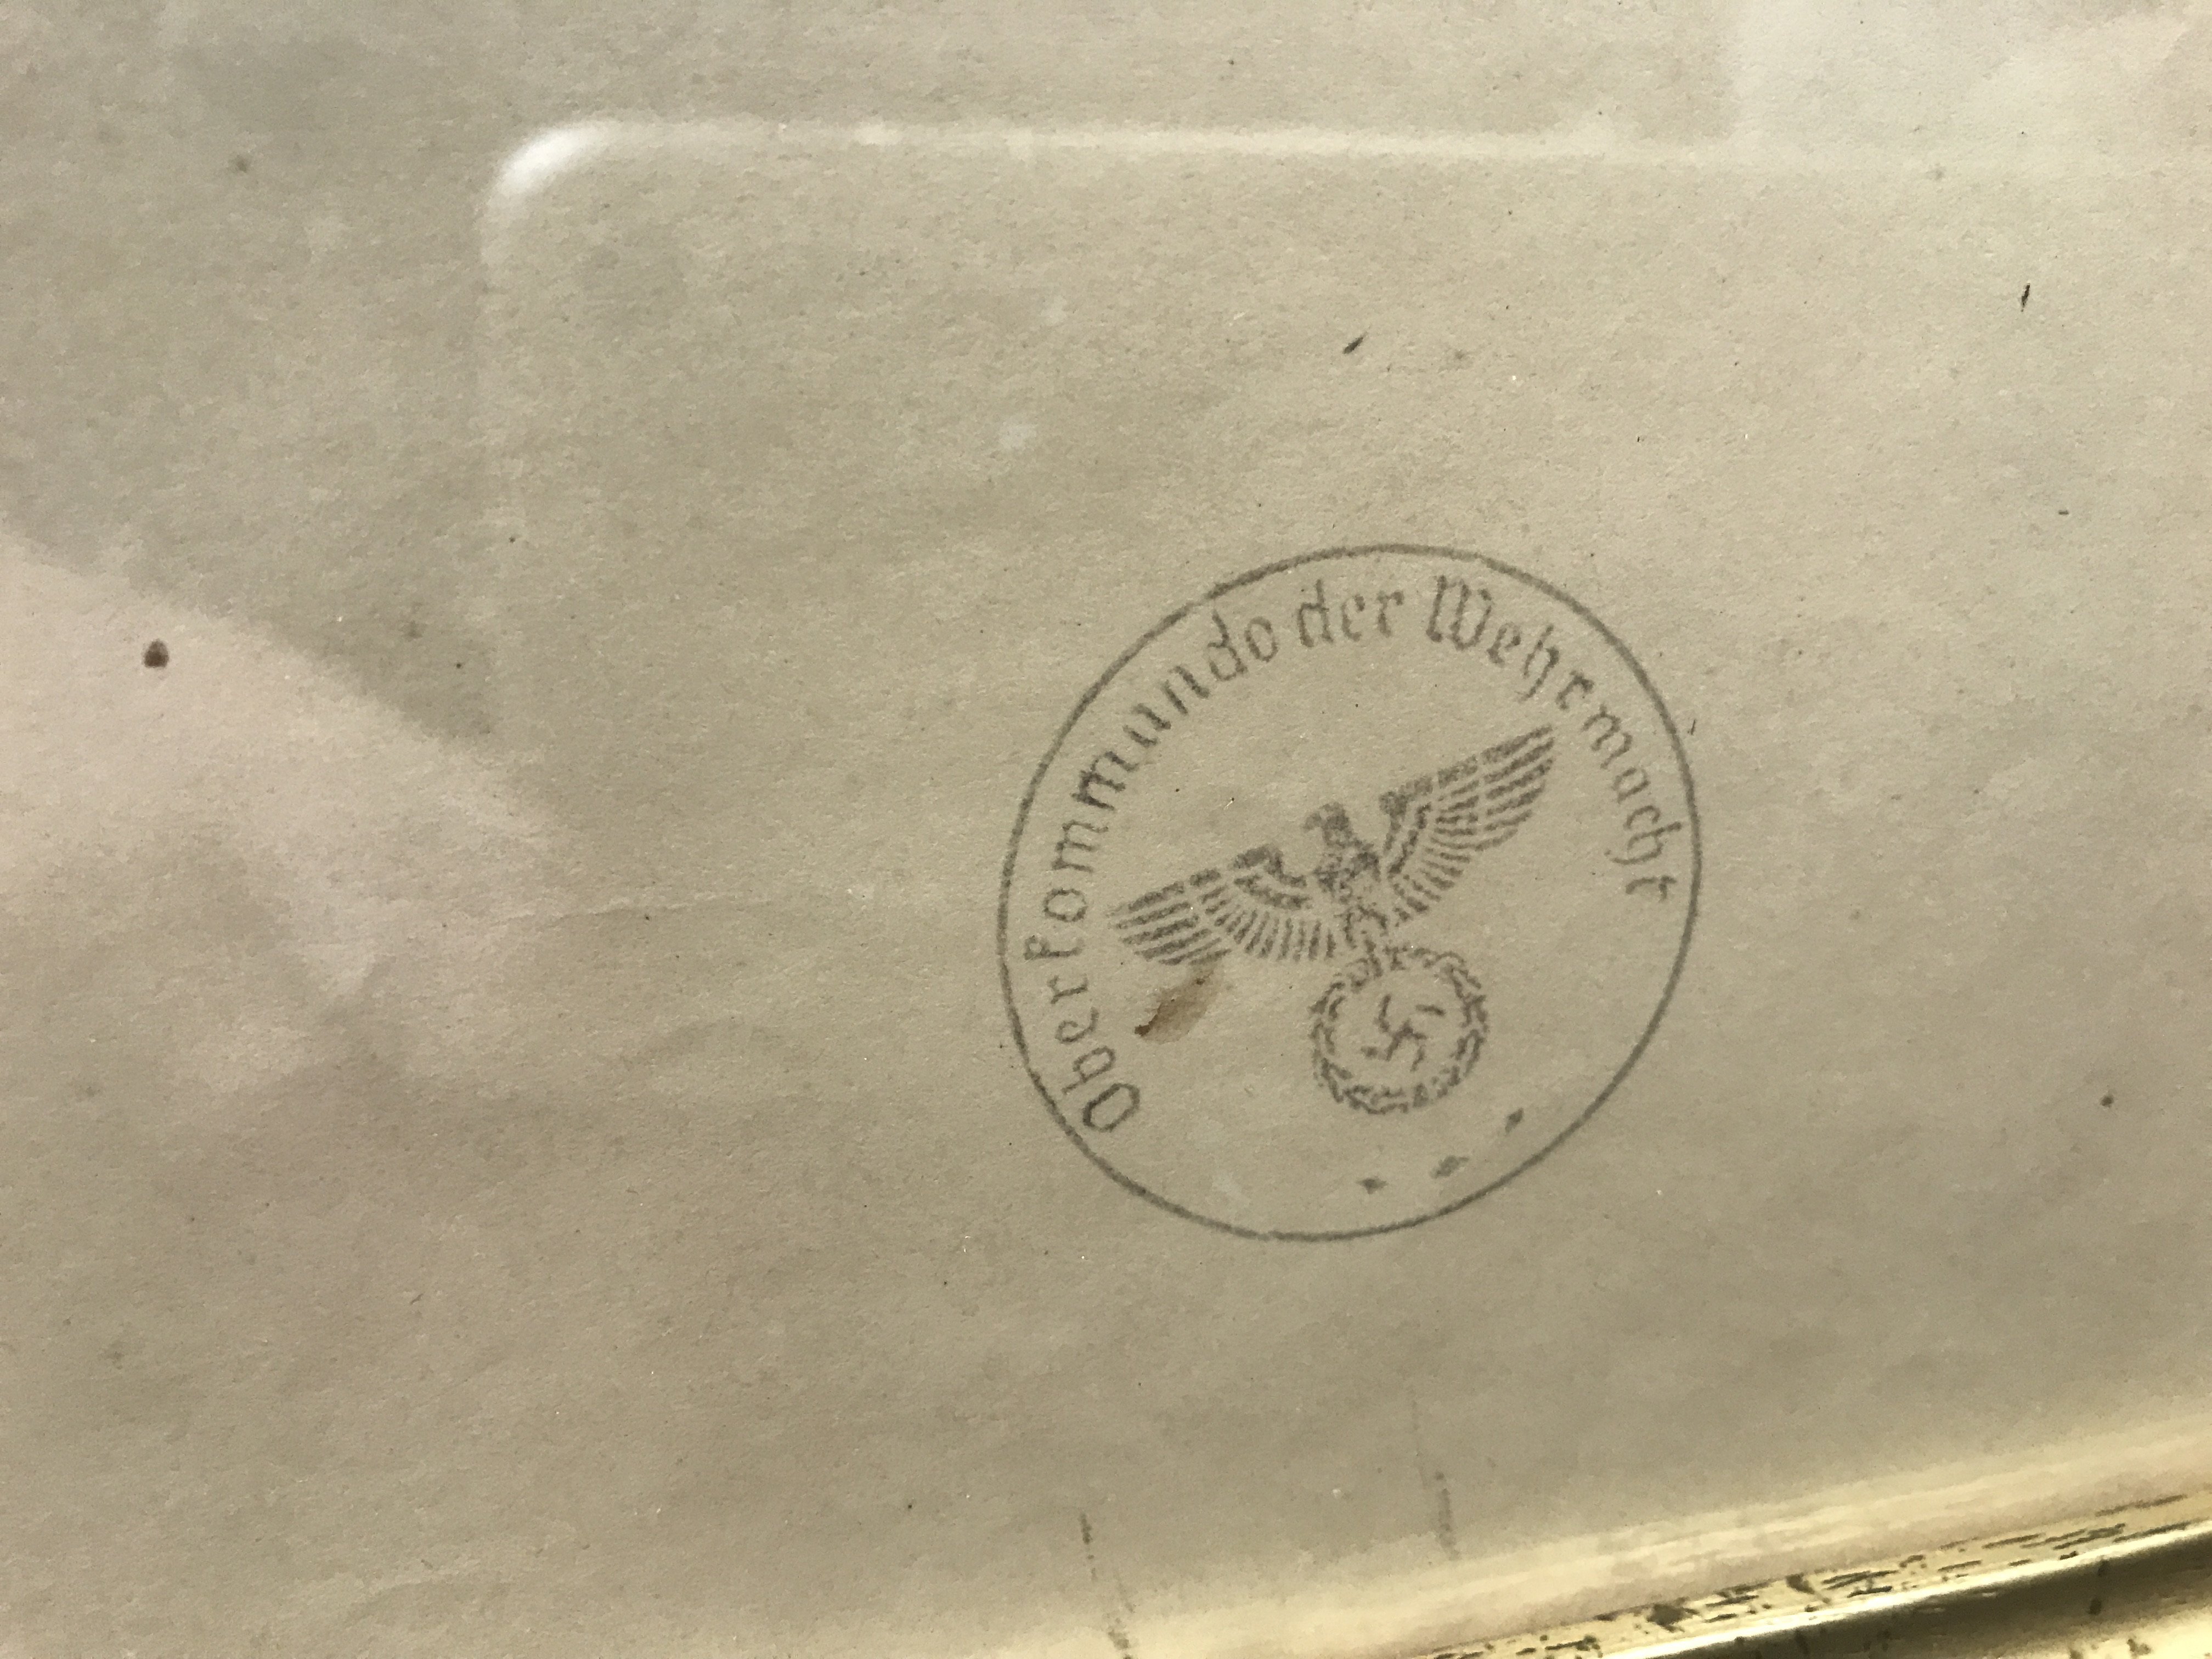 Oberkommando der Wehrmacht